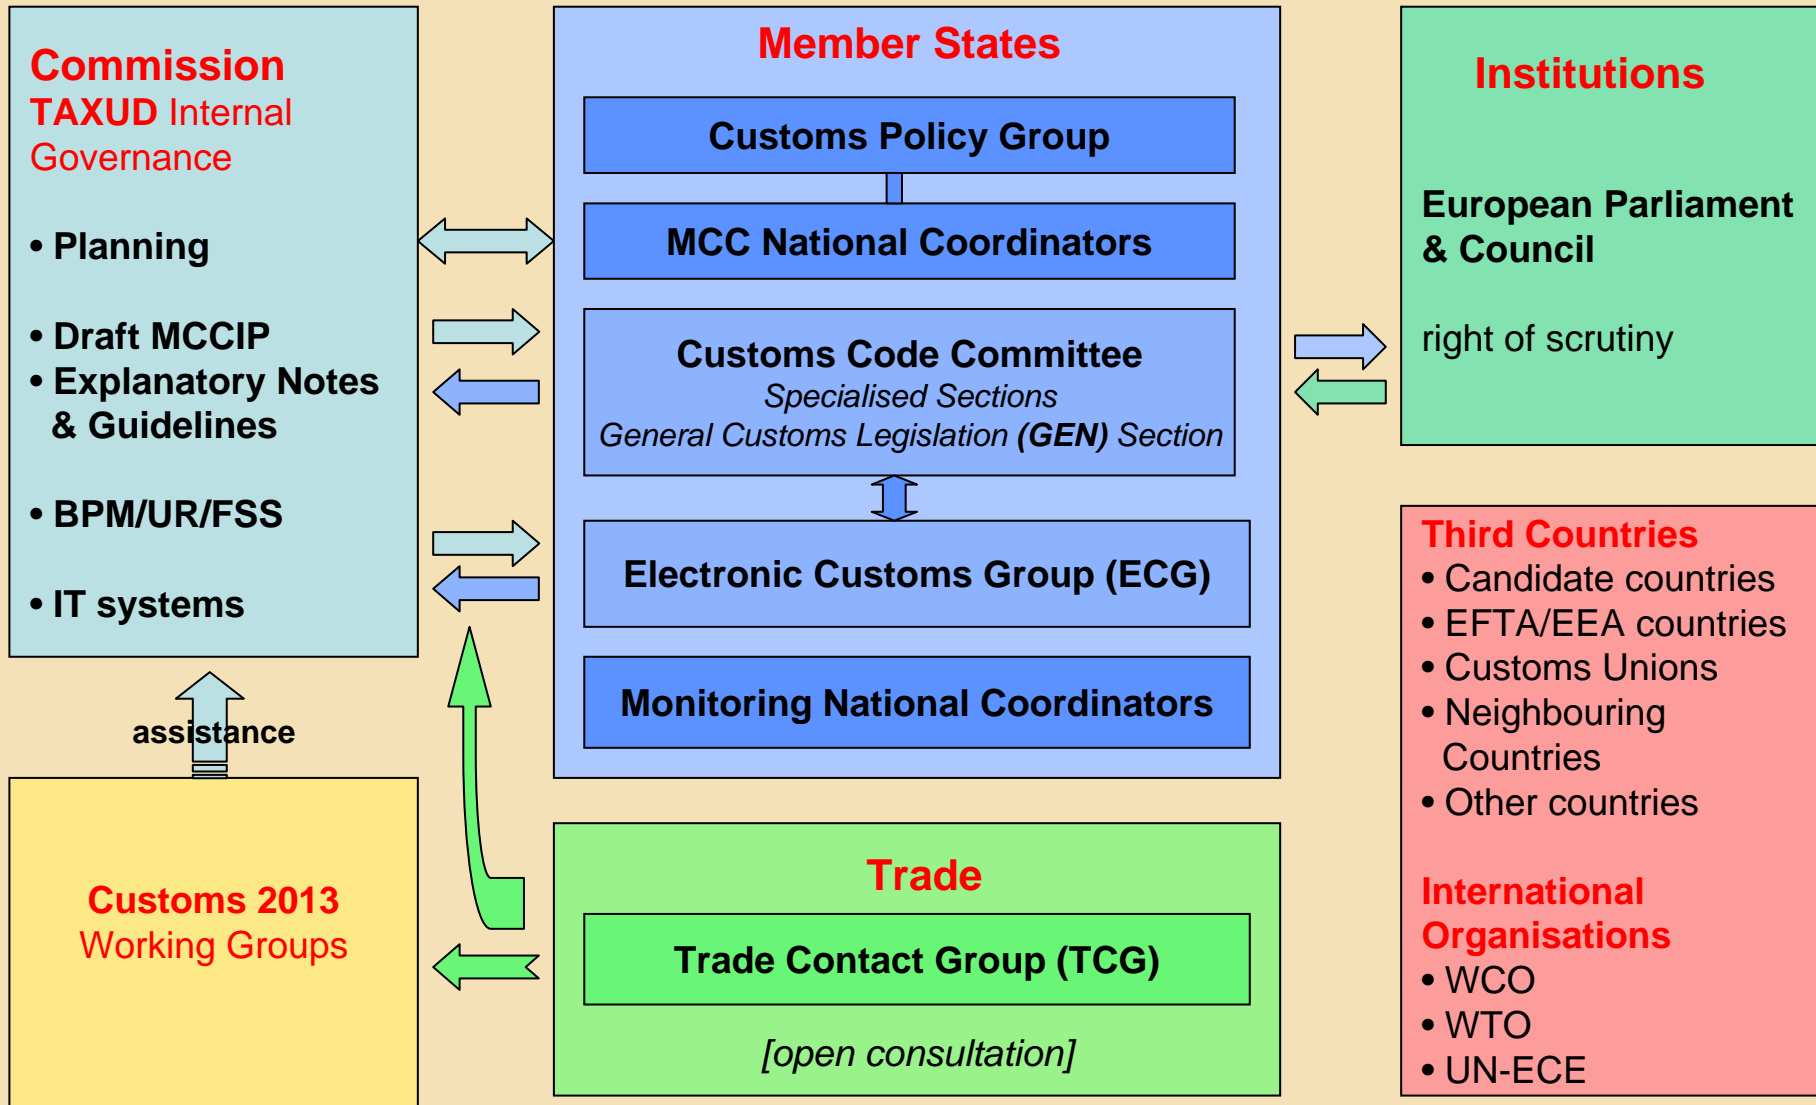 Commission
TAXUD Internal
Governance
• Planning
• Draft MCCIP
• Explanatory Notes
& Guidelines
• BPM/UR/FSS
• IT systems
assistance
Customs 2013
Working Groups
Member States
Customs Policy Group
MCC National Coordinators
Customs Code Committee
Specialised Sections
General Customs Legislation (GEN) Section
Electronic Customs Group (ECG)
Monitoring National Coordinators
Trade
Trade Contact Group (TCG)
[open consultation]
Institutions
European Parliament
& Council
right of scrutiny
Third Countries
• Candidate countries
• EFTA/EEA countries
• Customs Unions
• Neighbouring
Countries
• Other countries
International
Organisations
• WCO
• WTO
• UN-ECE